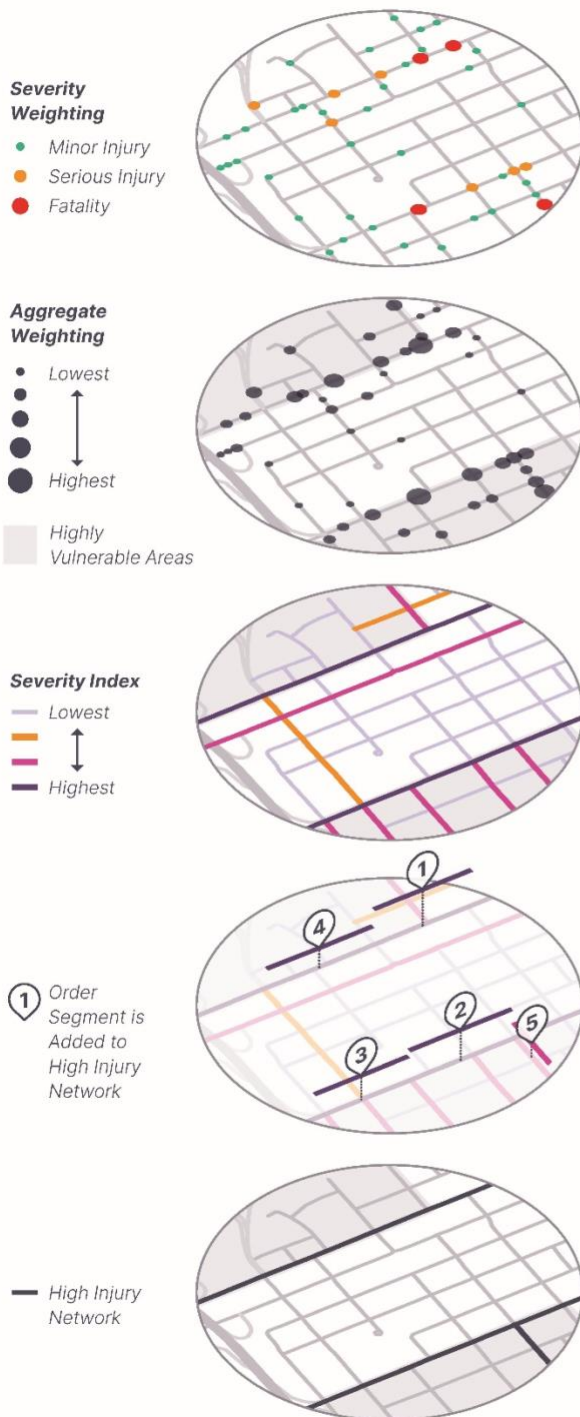 Severity
Weighting
Minor Injury
Serious Injury
Fatality
Aggregate
Weighting
Lowest
Highest
Highly
Vulnerable Areas
Severity Index
Lowest
Highest
1
4
2
3
5
1 Order
Segment is
Added to
High Injury
Network
High Injury
Network